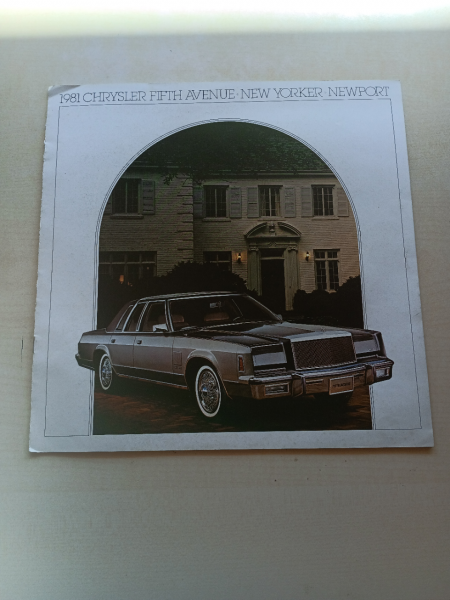 1981 CHRYSLER FIFTH AVENUE · NEW YORKER · NEWPORT